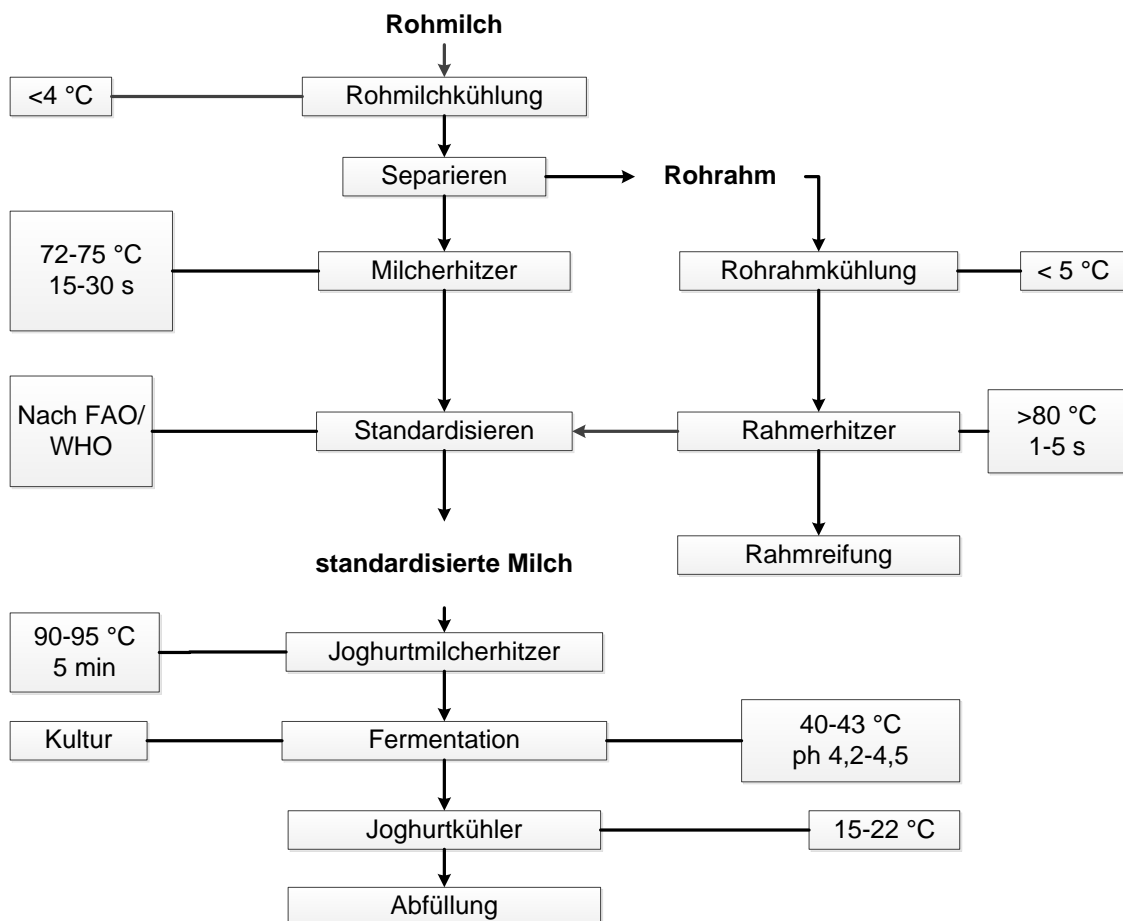 Rohmilch
<4 °C
Rohmilchkühlung
Separieren
Rohrahm
72-75 °C
15-30 s
Milcherhitzer
Rohrahmkühlung
< 5 °C
Nach FAO/
WHO
Standardisieren
Rahmerhitzer
>80 °C
1-5 s
Rahmreifung
standardisierte Milch
90-95 °C
5 min
Joghurtmilcherhitzer
Kultur
Fermentation
40-43 °C
ph 4,2-4,5
Joghurtkühler
15-22 °C
Abfüllung